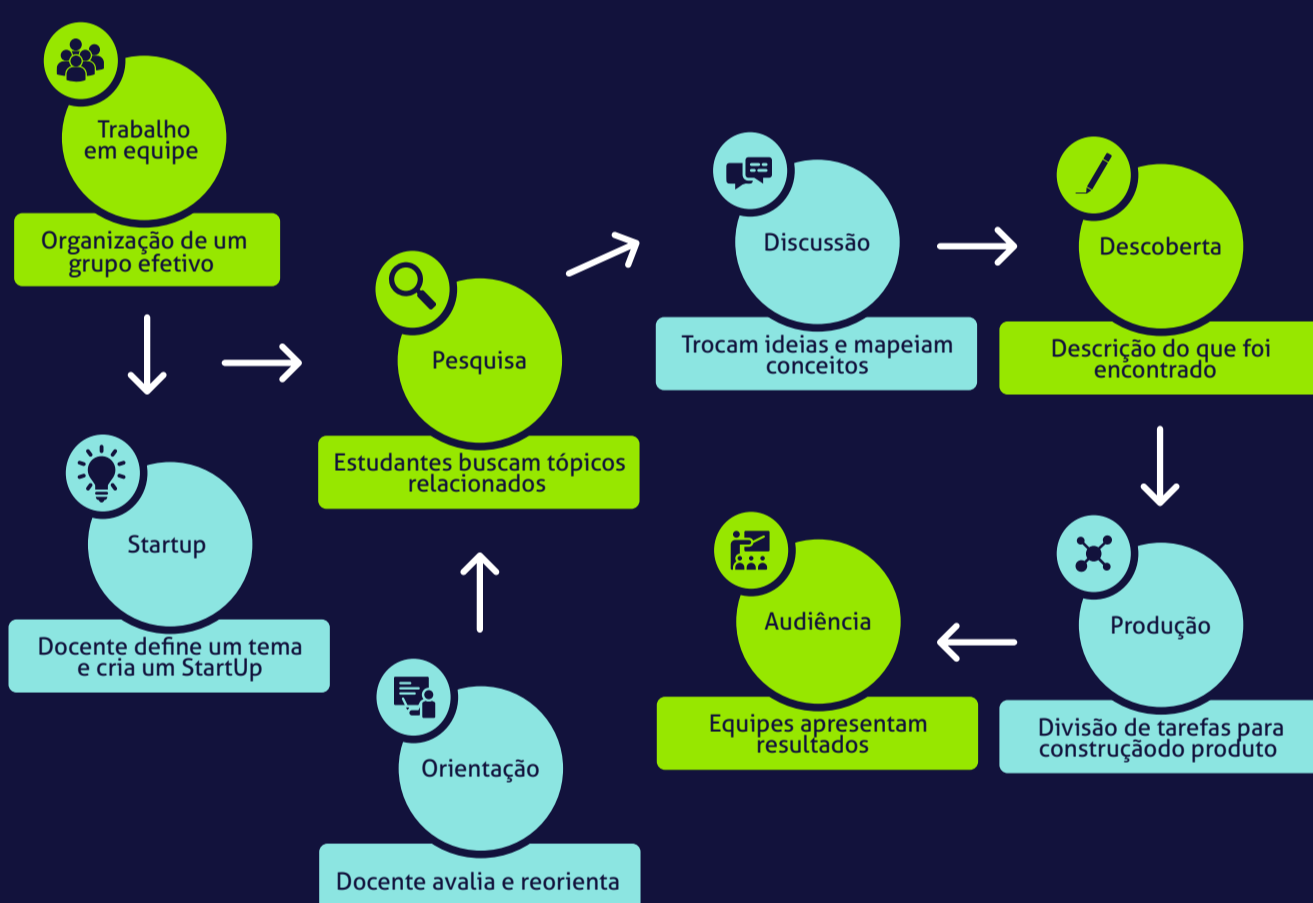 Trabalho
em equipe
Organização de um
grupo efetivo
Startup
Docente define um tema
e cria um StartUp
Pesquisa
Estudantes buscam tópicos
relacionados
Orientação
Docente avalia e reorienta
Discussão
Trocam ideias e mapeiam
conceitos
Descoberta
Descrição do que foi
encontrado
Produção
Divisão de tarefas para
construçãodo produto
Audiência
Equipes apresentam
resultados